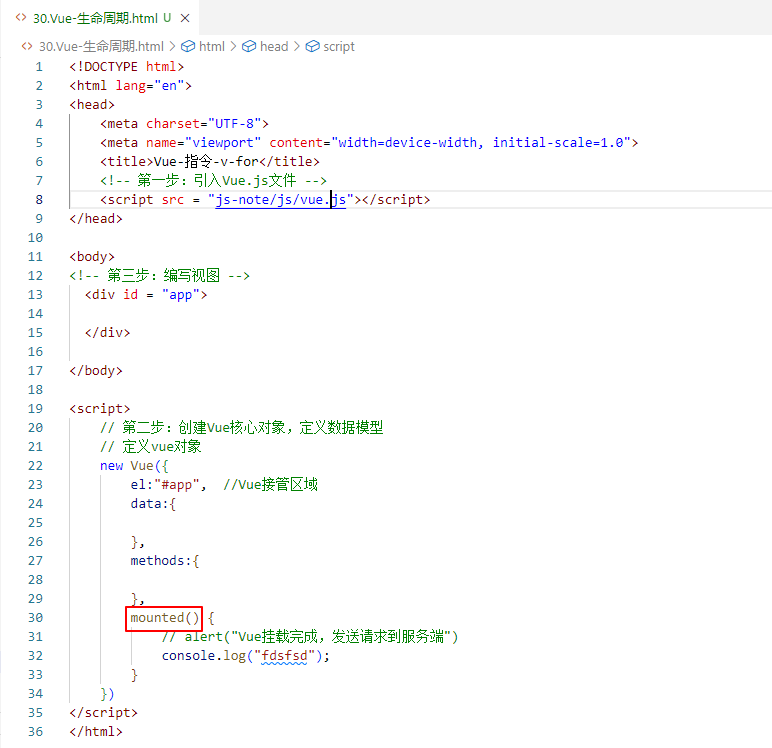 30.Vue-生命周期.html U
30.Vue-生命周期.html > html > head > script
1 <!DOCTYPE html>
2 <html lang="en">
3 <head>
4 <meta charset="UTF-8">
5 <meta name="viewport" content="width=device-width, initial-scale=1.0">
6 <title>Vue-指令-v-for</title>
7 <!-- 第一步：引入Vue.js文件 -->
8 <script src = "js-note/js/vue.js"></script>
9 </head>
10
11 <body>
12 <!-- 第三步：编写视图 -->
13 <div id = "app">
14
15 </div>
16
17 </body>
18
19 <script>
20 // 第二步：创建Vue核心对象，定义数据模型
21 // 定义vue对象
22 new Vue({
23 el:"#app",  //Vue接管区域
24 data:{
25
26 },
27 methods:{
28
29 },
30 mounted() {
31 // alert("Vue挂载完成，发送请求到服务端")
32 console.log("fdsfsd");
33 }
34 })
35 </script>
36 </html>